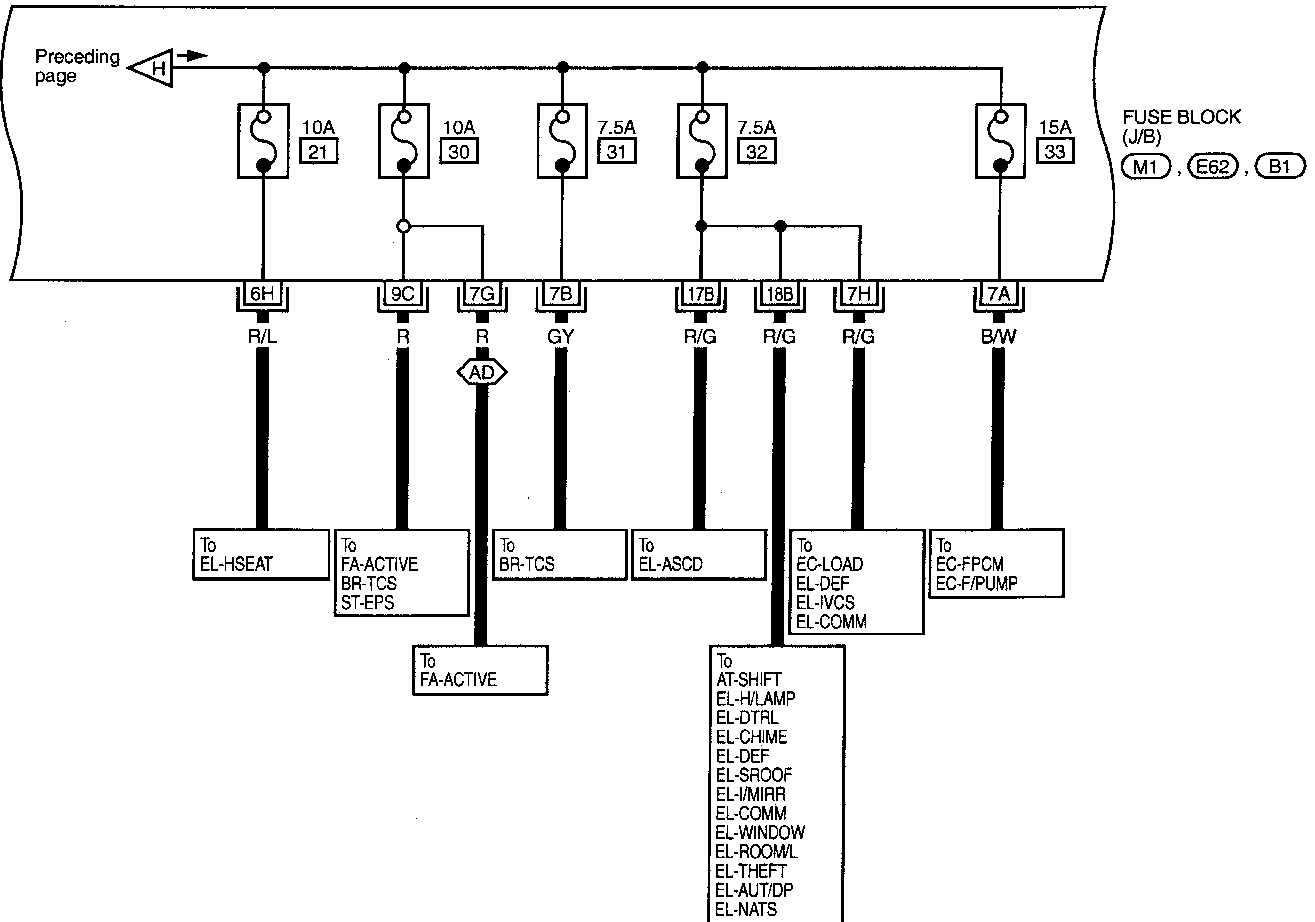 Preceding
page
H
10A
21
10A
30
7.5A
31
7.5A
32
15A
33
FUSE BLOCK
(J/B)
M1 , E62 , B1
6H
9C
7G
7B
17B
18B
7H
7A
R/L
R
R
GY
R/G
R/G
R/G
B/W
AD
To
EL-HSEAT
To
FA-ACTIVE
BR-TCS
ST-EPS
To
BR-TCS
To
EL-ASCD
To
EC-LOAD
EL-DEF
EL-IVCS
EL-COMM
To
EC-FPCM
EC-F/PUMP
To
FA-ACTIVE
To
AT-SHIFT
EL-H/LAMP
EL-DTRL
EL-CHIME
EL-DEF
EL-SROOF
EL-I/MIRR
EL-COMM
EL-WINDOW
EL-ROOM/L
EL-THEFT
EL-AUT/DP
EL-NATS